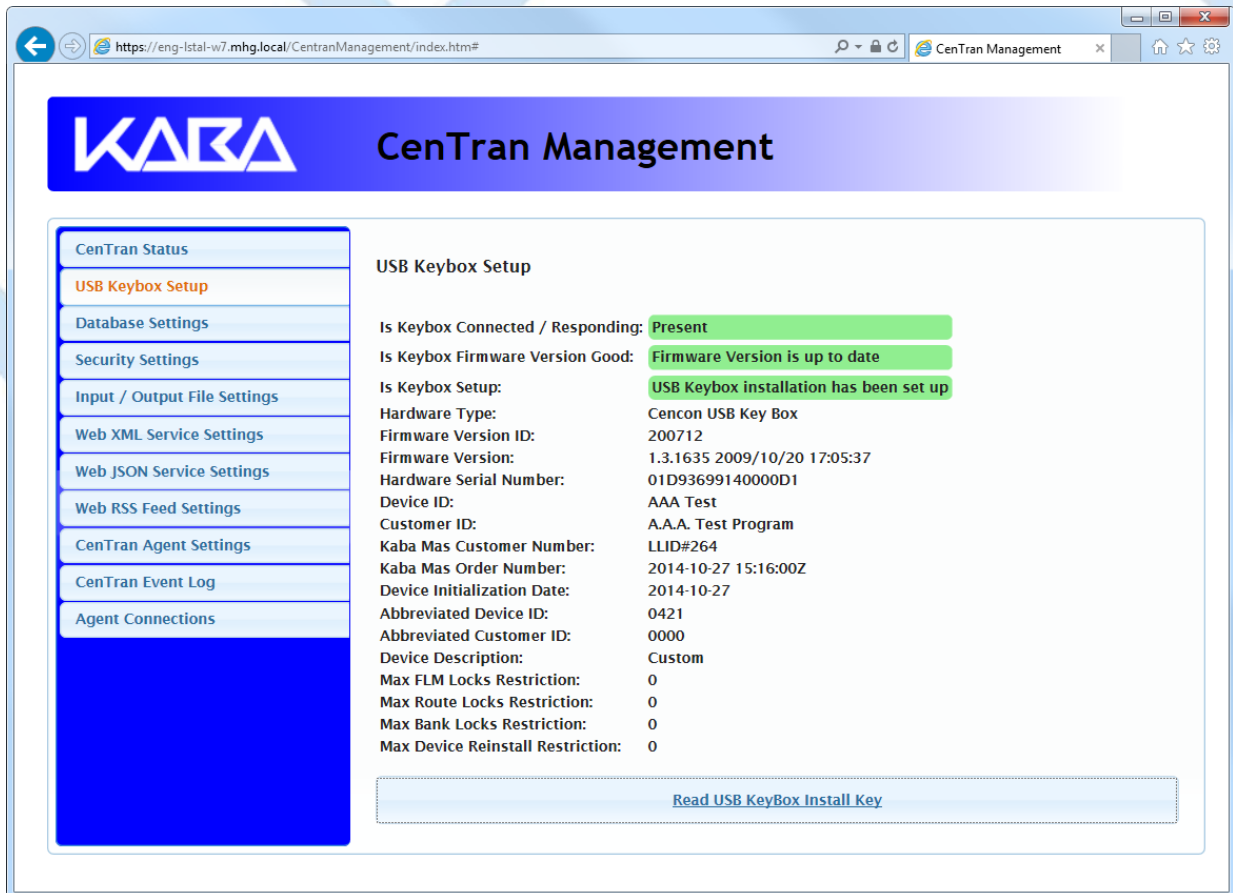 https://eng-lstal-w7.mhg.local/CentranManagement/index.htm#
CenTran Management
KABA
CenTran Management
CenTran Status
USB Keybox Setup
Database Settings
Security Settings
Input / Output File Settings
Web XML Service Settings
Web JSON Service Settings
Web RSS Feed Settings
CenTran Agent Settings
CenTran Event Log
Agent Connections
USB Keybox Setup
Is Keybox Connected / Responding: Present
Is Keybox Firmware Version Good: Firmware Version is up to date
Is Keybox Setup: USB Keybox installation has been set up
Hardware Type: Cencon USB Key Box
Firmware Version ID: 200712
Firmware Version: 1.3.1635 2009/10/20 17:05:37
Hardware Serial Number: 01D93699140000D1
Device ID: AAA Test
Customer ID: A.A.A. Test Program
Kaba Mas Customer Number: LLID#264
Kaba Mas Order Number: 2014-10-27 15:16:00Z
Device Initialization Date: 2014-10-27
Abbreviated Device ID: 0421
Abbreviated Customer ID: 0000
Device Description: Custom
Max FLM Locks Restriction: 0
Max Route Locks Restriction: 0
Max Bank Locks Restriction: 0
Max Device Reinstall Restriction: 0
Read USB KeyBox Install Key